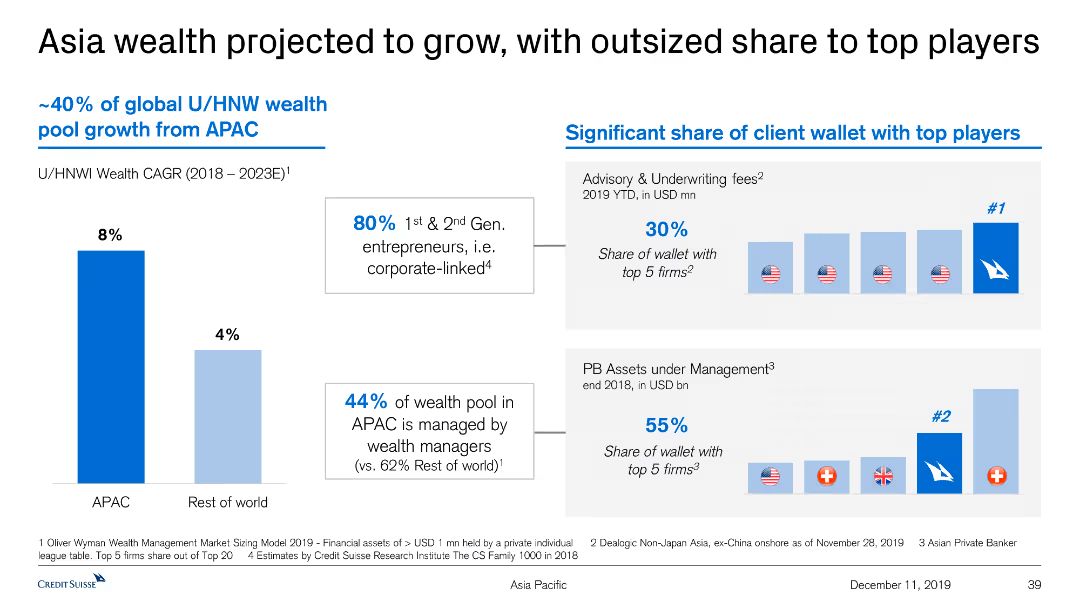 Asia wealth projected to grow, with outsized share to top players
~40% of global U/HNW wealth
pool growth from APAC
U/HNWI Wealth CAGR (2018 – 2023E)1
8%
4%
APAC
Rest of world
80% 1st & 2nd Gen.
entrepreneurs, i.e.
corporate-linked4
44% of wealth pool in
APAC is managed by
wealth managers
(vs. 62% Rest of world)1
Significant share of client wallet with top players
Advisory & Underwriting fees2
2019 YTD, in USD mn
30%
Share of wallet with
top 5 firms2
#1
PB Assets under Management3
end 2018, in USD bn
55%
Share of wallet with
top 5 firms3
#2
1 Oliver Wyman Wealth Management Market Sizing Model 2019 - Financial assets of > USD 1 mn held by a private individual 2 Dealogic Non-Japan Asia, ex-China onshore as of November 28, 2019 3 Asian Private Banker
league table. Top 5 firms share out of Top 20 4 Estimates by Credit Suisse Research Institute The CS Family 1000 in 2018
CREDIT SUISSE
Asia Pacific
December 11, 2019
39